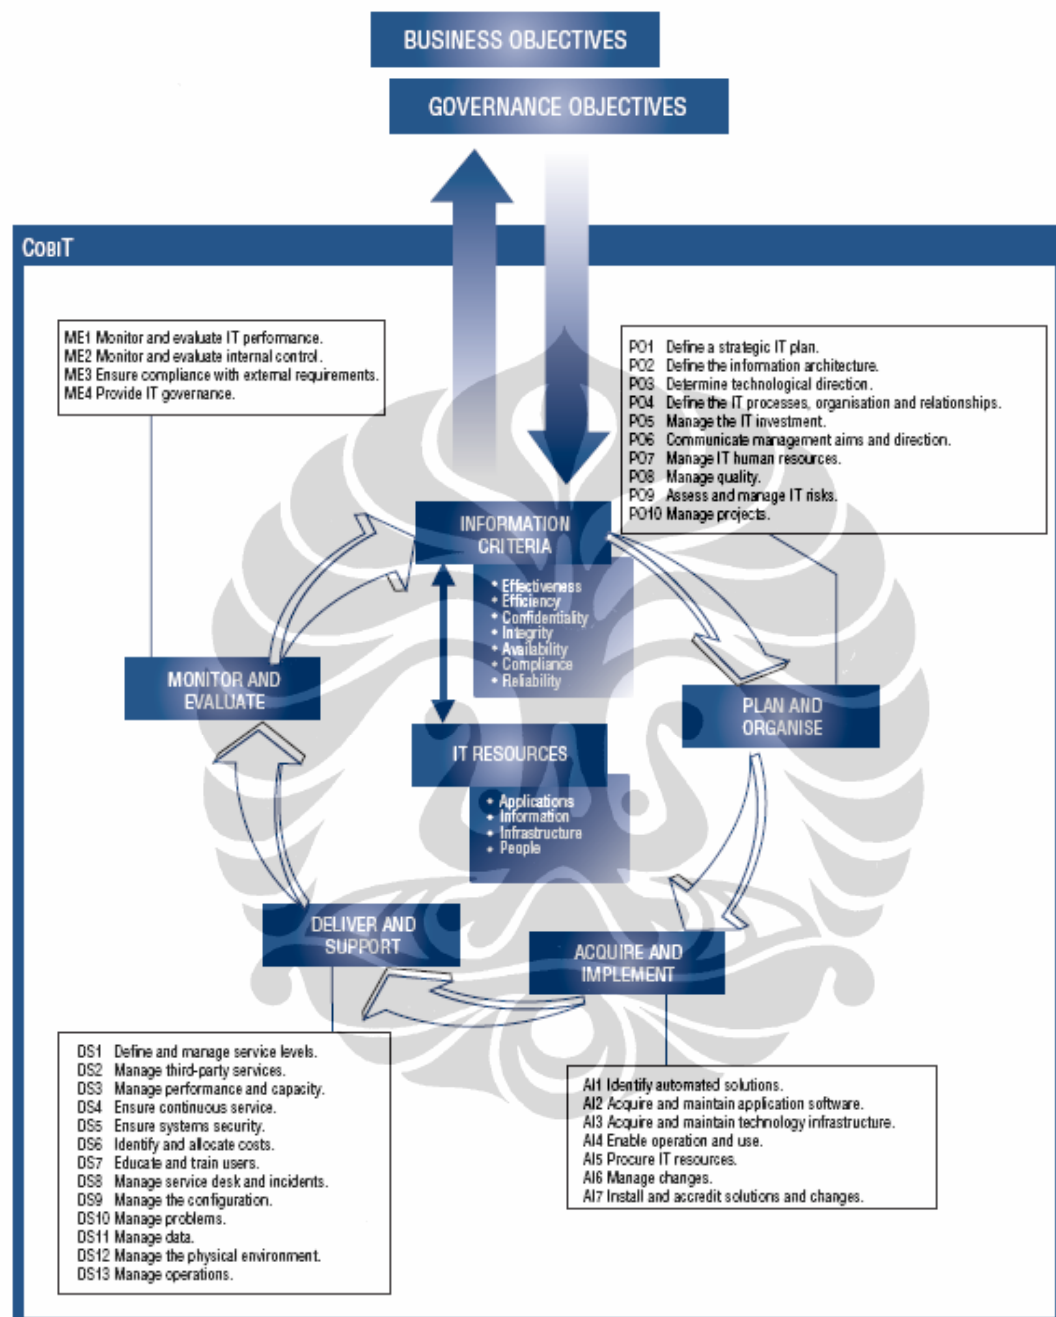 BUSINESS OBJECTIVES
GOVERNANCE OBJECTIVES
COBIT
ME1 Monitor and evaluate IT performance.
ME2 Monitor and evaluate internal control.
ME3 Ensure compliance with external requirements.
ME4 Provide IT governance.
PO1 Define a strategic IT plan.
PO2 Define the information architecture.
PO3 Determine technological direction.
PO4 Define the IT processes, organisation and relationships.
PO5 Manage the IT investment.
PO6 Communicate management aims and direction.
PO7 Manage IT human resources.
PO8 Manage quality.
PO9 Assess and manage IT risks.
PO10 Manage projects.
INFORMATION
CRITERIA
• Effectiveness
• Efficiency
• Confidentiality
• Integrity
• Availability
• Compliance
• Reliability
MONITOR AND
EVALUATE
PLAN AND
ORGANISE
IT RESOURCES
• Applications
• Information
• Infrastructure
• People
DELIVER AND
SUPPORT
ACQUIRE AND
IMPLEMENT
DS1 Define and manage service levels.
DS2 Manage third-party services.
DS3 Manage performance and capacity.
DS4 Ensure continuous service.
DS5 Ensure systems security.
DS6 Identify and allocate costs.
DS7 Educate and train users.
DS8 Manage service desk and incidents.
DS9 Manage the configuration.
DS10 Manage problems.
DS11 Manage data.
DS12 Manage the physical environment.
DS13 Manage operations.
AI1 Identify automated solutions.
AI2 Acquire and maintain application software.
AI3 Acquire and maintain technology infrastructure.
AI4 Enable operation and use.
AI5 Procure IT resources.
AI6 Manage changes.
AI7 Install and accredit solutions and changes.